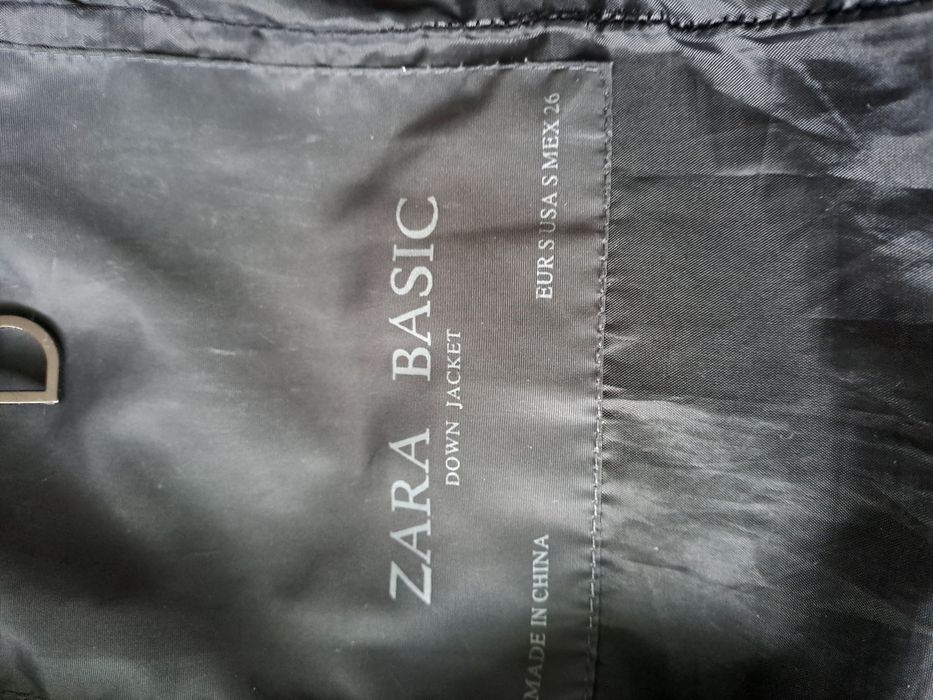 D
ZARA BASIC
DOWN JACKET
MADE IN CHINA
EUR S USA S MEX 26